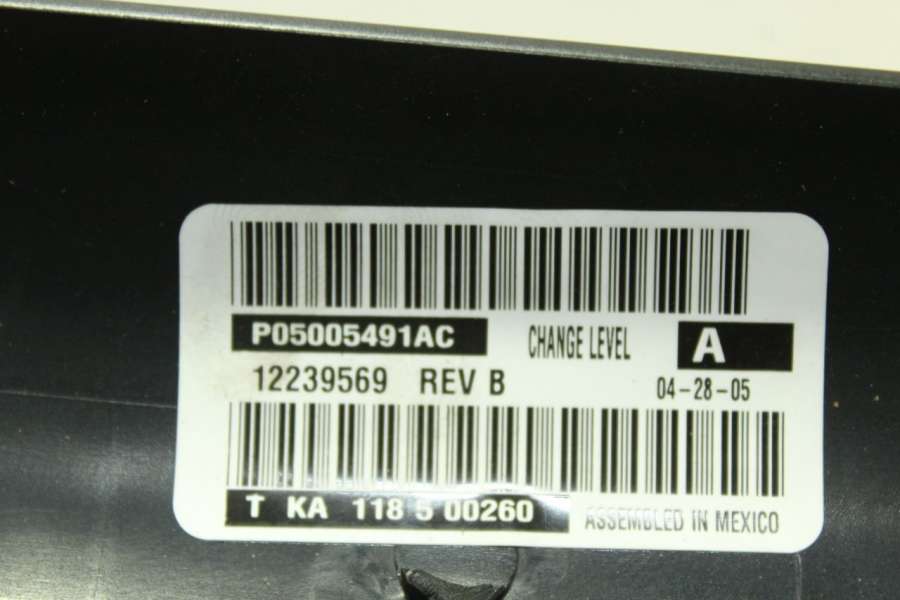 P05005491AC CHANGE LEVEL A
12239569 REV B 04-28-05
T KA 118 5 00260 ASSEMBLED IN MEXICO